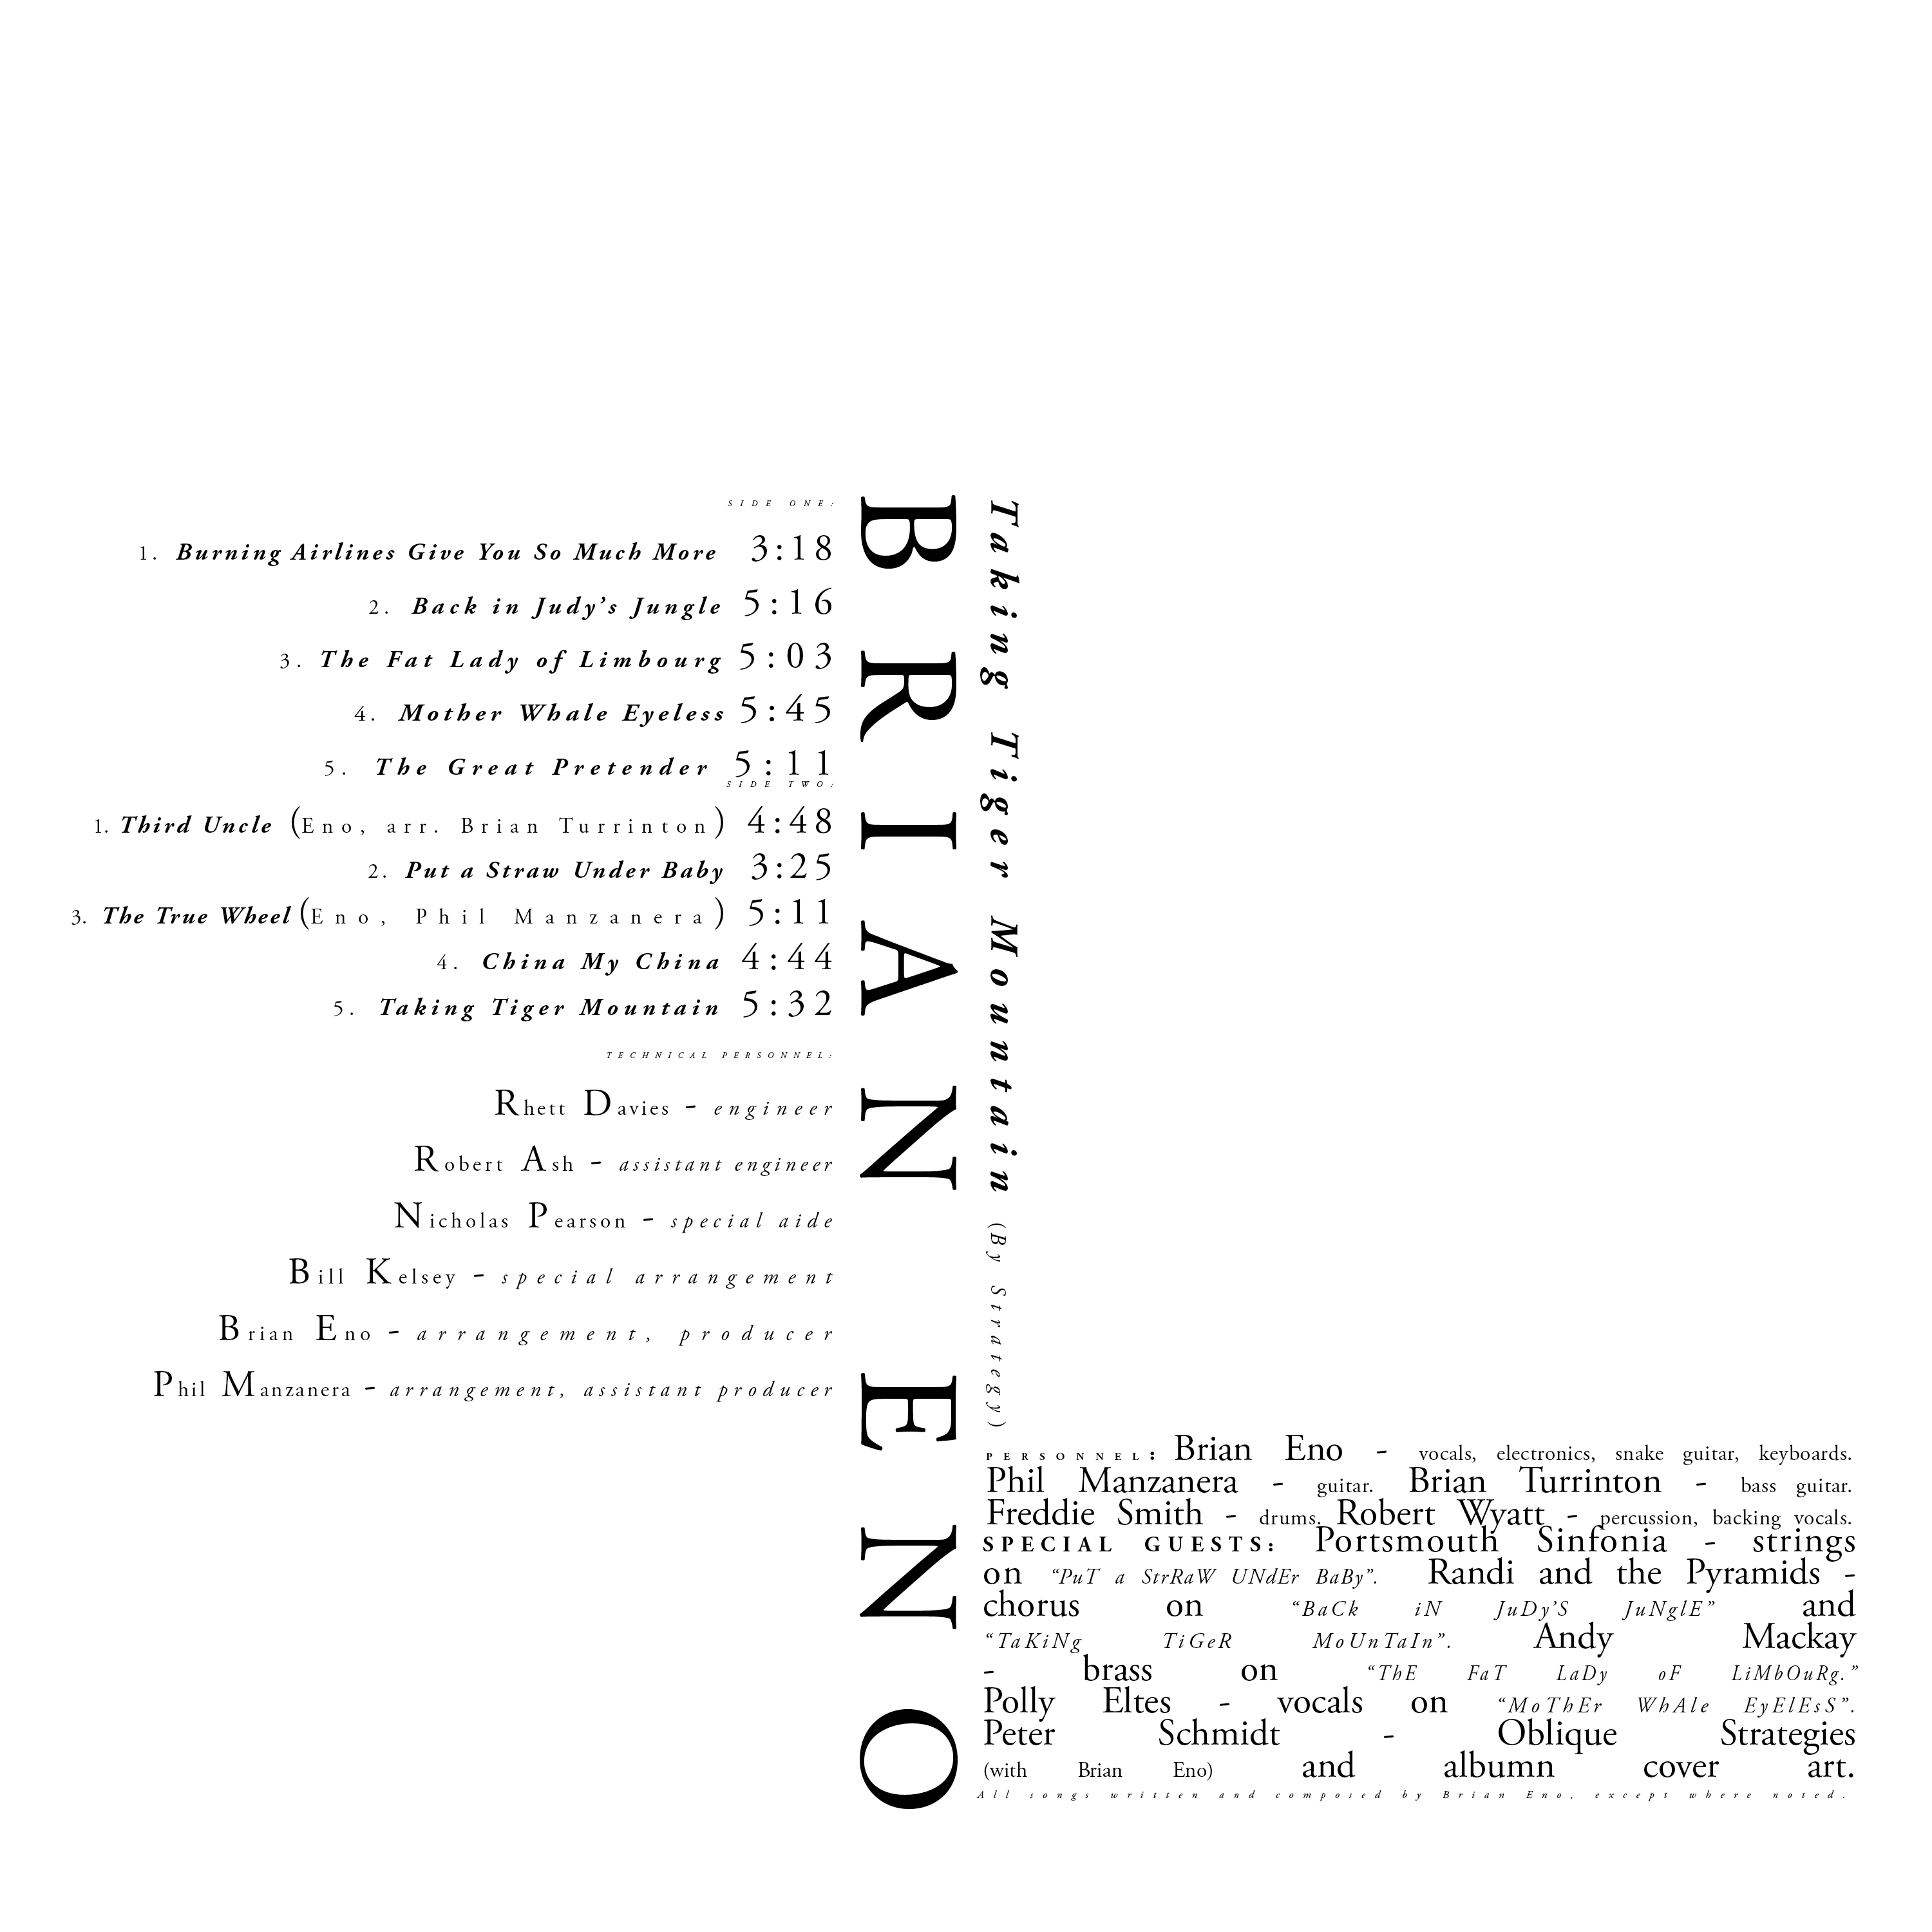 SIDE ONE:
1. Burning Airlines Give You So Much More 3:18
2. Back in Judy’s Jungle 5:16
3. The Fat Lady of Limbourg 5:03
4. Mother Whale Eyeless 5:45
5. The Great Pretender 5:11
SIDE TWO:
1. Third Uncle (Eno, arr. Brian Turrinton) 4:48
2. Put a Straw Under Baby 3:25
3. The True Wheel (Eno, Phil Manzanera) 5:11
4. China My China 4:44
5. Taking Tiger Mountain 5:32
TECHNICAL PERSONNEL:
Rhett Davies - engineer
Robert Ash - assistant engineer
Nicholas Pearson - special aide
Bill Kelsey - special arrangement
Brian Eno - arrangement, producer
Phil Manzanera - arrangement, assistant producer
BRIAN ENO
Taking Tiger Mountain (By Strategy)
PERSONNEL: Brian Eno - vocals, electronics, snake guitar, keyboards.
Phil Manzanera - guitar. Brian Turrinton - bass guitar.
Freddie Smith - drums. Robert Wyatt - percussion, backing vocals.
SPECIAL GUESTS: Portsmouth Sinfonia - strings
on “PuT a StrRaW UNdEr BaBy”. Randi and the Pyramids -
chorus on “BaCk iN JuDy’S JuNglE” and
“TaKiNg TiGeR MoUnTaIn”. Andy Mackay
- brass on “ThE FaT LaDy oF LiMbOuRg.”
Polly Eltes - vocals on “MoThEr WhAle EyElEsS”.
Peter Schmidt - Oblique Strategies
(with Brian Eno) and albumn cover art.
All songs written and composed by Brian Eno, except where noted.